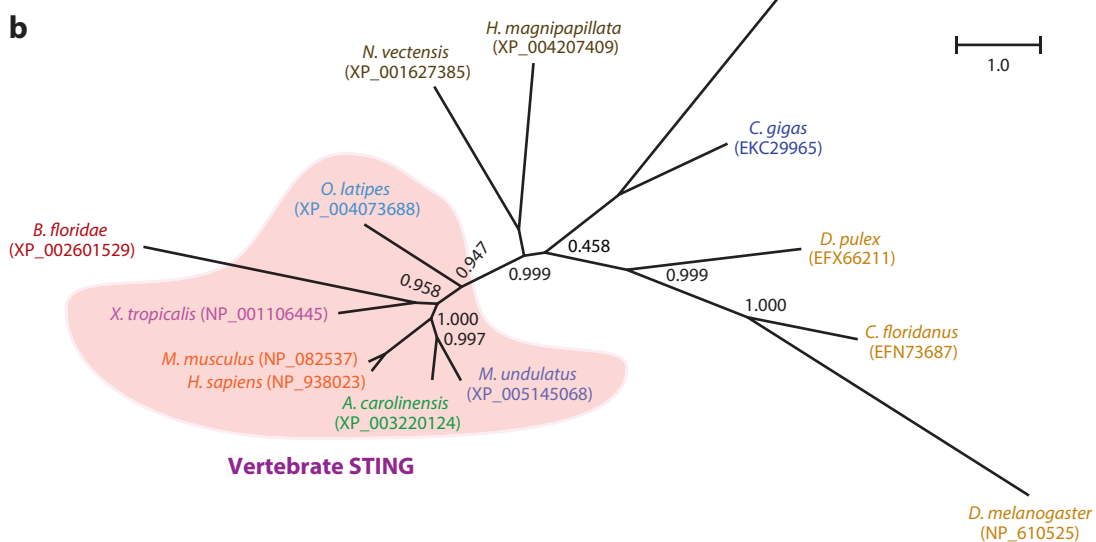 b
H. magnipapillata
(XP_004207409)
N. vectensis
(XP_001627385)
1.0
C. gigas
(EKC29965)
O. latipes
(XP_004073688)
B. floridae
(XP_002601529)
0.947
0.458
D. pulex
(EFX66211)
0.999
0.999
0.958
X. tropicalis (NP_001106445)
1.000
0.997
1.000
C. floridanus
(EFN73687)
M. musculus (NP_082537)
H. sapiens (NP_938023)
M. undulatus
(XP_005145068)
A. carolinensis
(XP_003220124)
Vertebrate STING
D. melanogaster
(NP_610525)